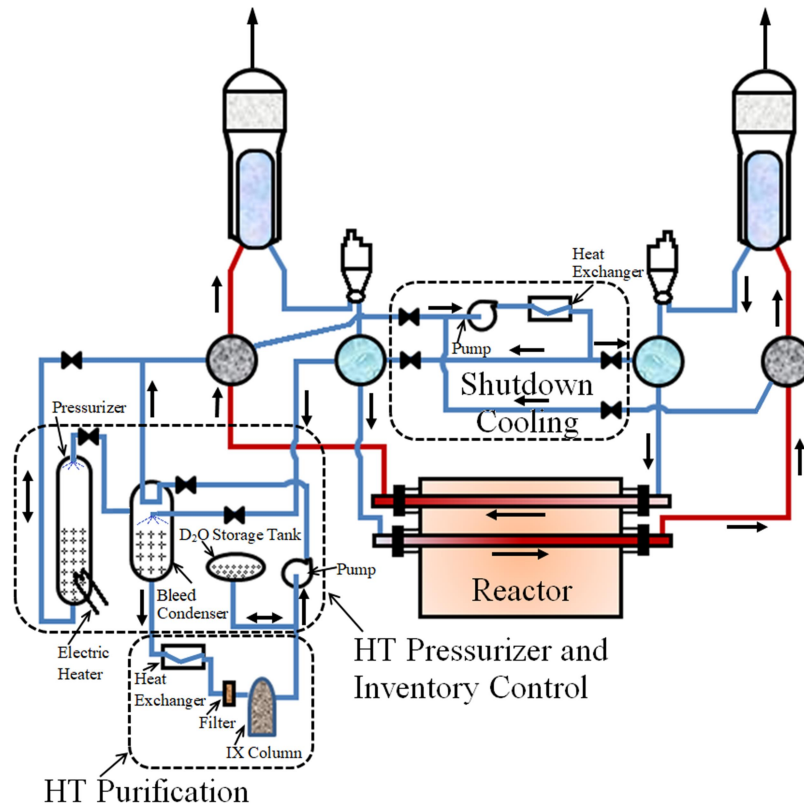 Heat
Exchanger
Pump
Shutdown
Cooling
Pressurizer
D₂O Storage Tank
Pump
Bleed
Condenser
Reactor
Electric
Heater
HT Pressurizer and
Inventory Control
Heat
Exchanger
Filter
IX Column
HT Purification